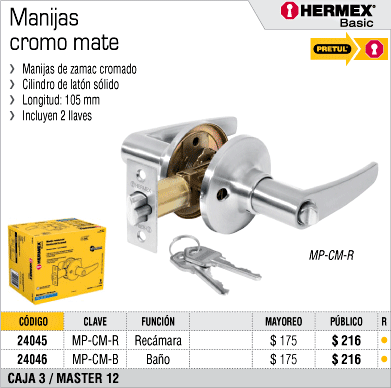 Manijas
cromo mate
HERMEX
Basic
PRETUL
Manijas de zamac cromado
Cilindro de latón sólido
Longitud: 105 mm
Incluyen 2 llaves
MP-CM-R
HERMEX
CÓDIGO CLAVE FUNCIÓN MAYOREO PÚBLICO R
24045 MP-CM-R Recámara $ 175 $ 216
24046 MP-CM-B Baño $ 175 $ 216
CAJA 3 / MASTER 12